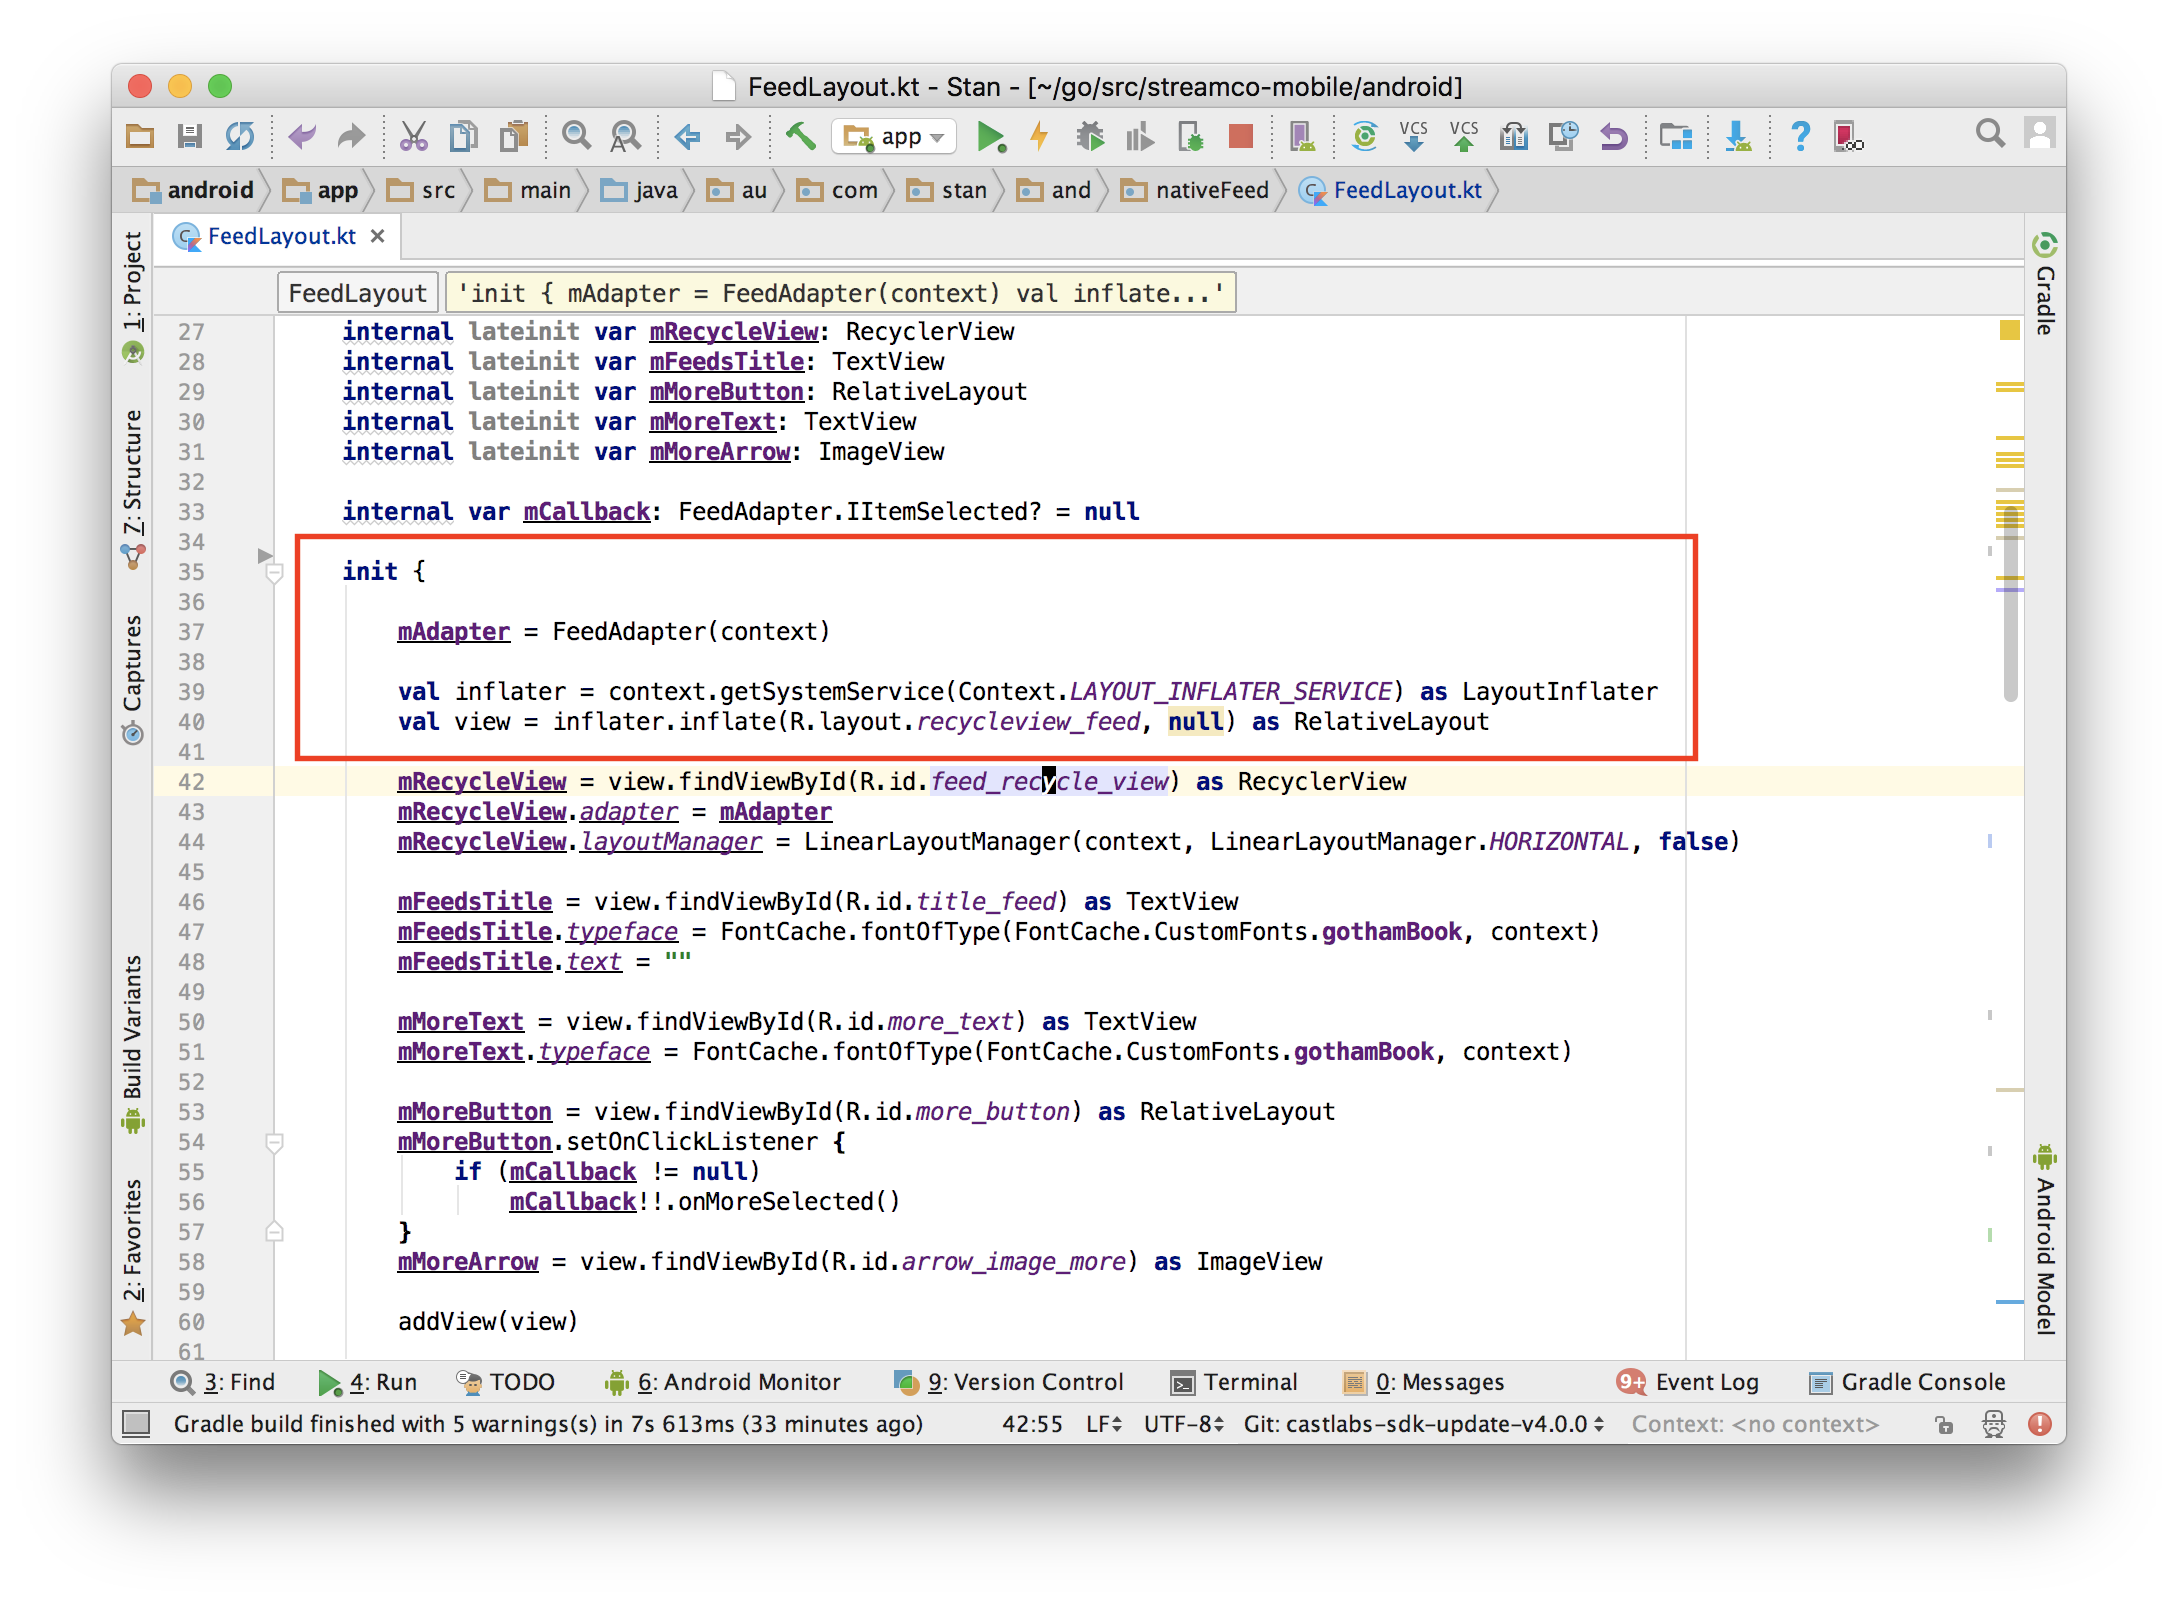 FeedLayout.kt - Stan - [~/go/src/streamco-mobile/android]
app
VCS
VCS
android app src main java au com stan and nativeFeed FeedLayout.kt
FeedLayout.kt
FeedLayout 'init { mAdapter = FeedAdapter(context) val inflate...'
1: Project
7: Structure
Captures
Build Variants
2: Favorites
27 internal lateinit var mRecycleView: RecyclerView
28 internal lateinit var mFeedsTitle: TextView
29 internal lateinit var mMoreButton: RelativeLayout
30 internal lateinit var mMoreText: TextView
31 internal lateinit var mMoreArrow: ImageView
32
33 internal var mCallback: FeedAdapter.IItemSelected? = null
34
35 init {
36
37 mAdapter = FeedAdapter(context)
38
39 val inflater = context.getSystemService(Context.LAYOUT_INFLATER_SERVICE) as LayoutInflater
40 val view = inflater.inflate(R.layout.recycleview_feed, null) as RelativeLayout
41
42 mRecycleView = view.findViewById(R.id.feed_recycle_view) as RecyclerView
43 mRecycleView.adapter = mAdapter
44 mRecycleView.layoutManager = LinearLayoutManager(context, LinearLayoutManager.HORIZONTAL, false)
45
46 mFeedsTitle = view.findViewById(R.id.title_feed) as TextView
47 mFeedsTitle.typeface = FontCache.fontOfType(FontCache.CustomFonts.gothamBook, context)
48 mFeedsTitle.text = ""
49
50 mMoreText = view.findViewById(R.id.more_text) as TextView
51 mMoreText.typeface = FontCache.fontOfType(FontCache.CustomFonts.gothamBook, context)
52
53 mMoreButton = view.findViewById(R.id.more_button) as RelativeLayout
54 mMoreButton.setOnClickListener {
55 if (mCallback != null)
56 mCallback!!.onMoreSelected()
57 }
58 mMoreArrow = view.findViewById(R.id.arrow_image_more) as ImageView
59
60 addView(view)
61
Gradle
Android Model
3: Find 4: Run TODO 6: Android Monitor 9: Version Control Terminal 0: Messages 9+ Event Log Gradle Console
Gradle build finished with 5 warnings(s) in 7s 613ms (33 minutes ago) 42:55 LF UTF-8 Git: castlabs-sdk-update-v4.0.0 Context: <no context>